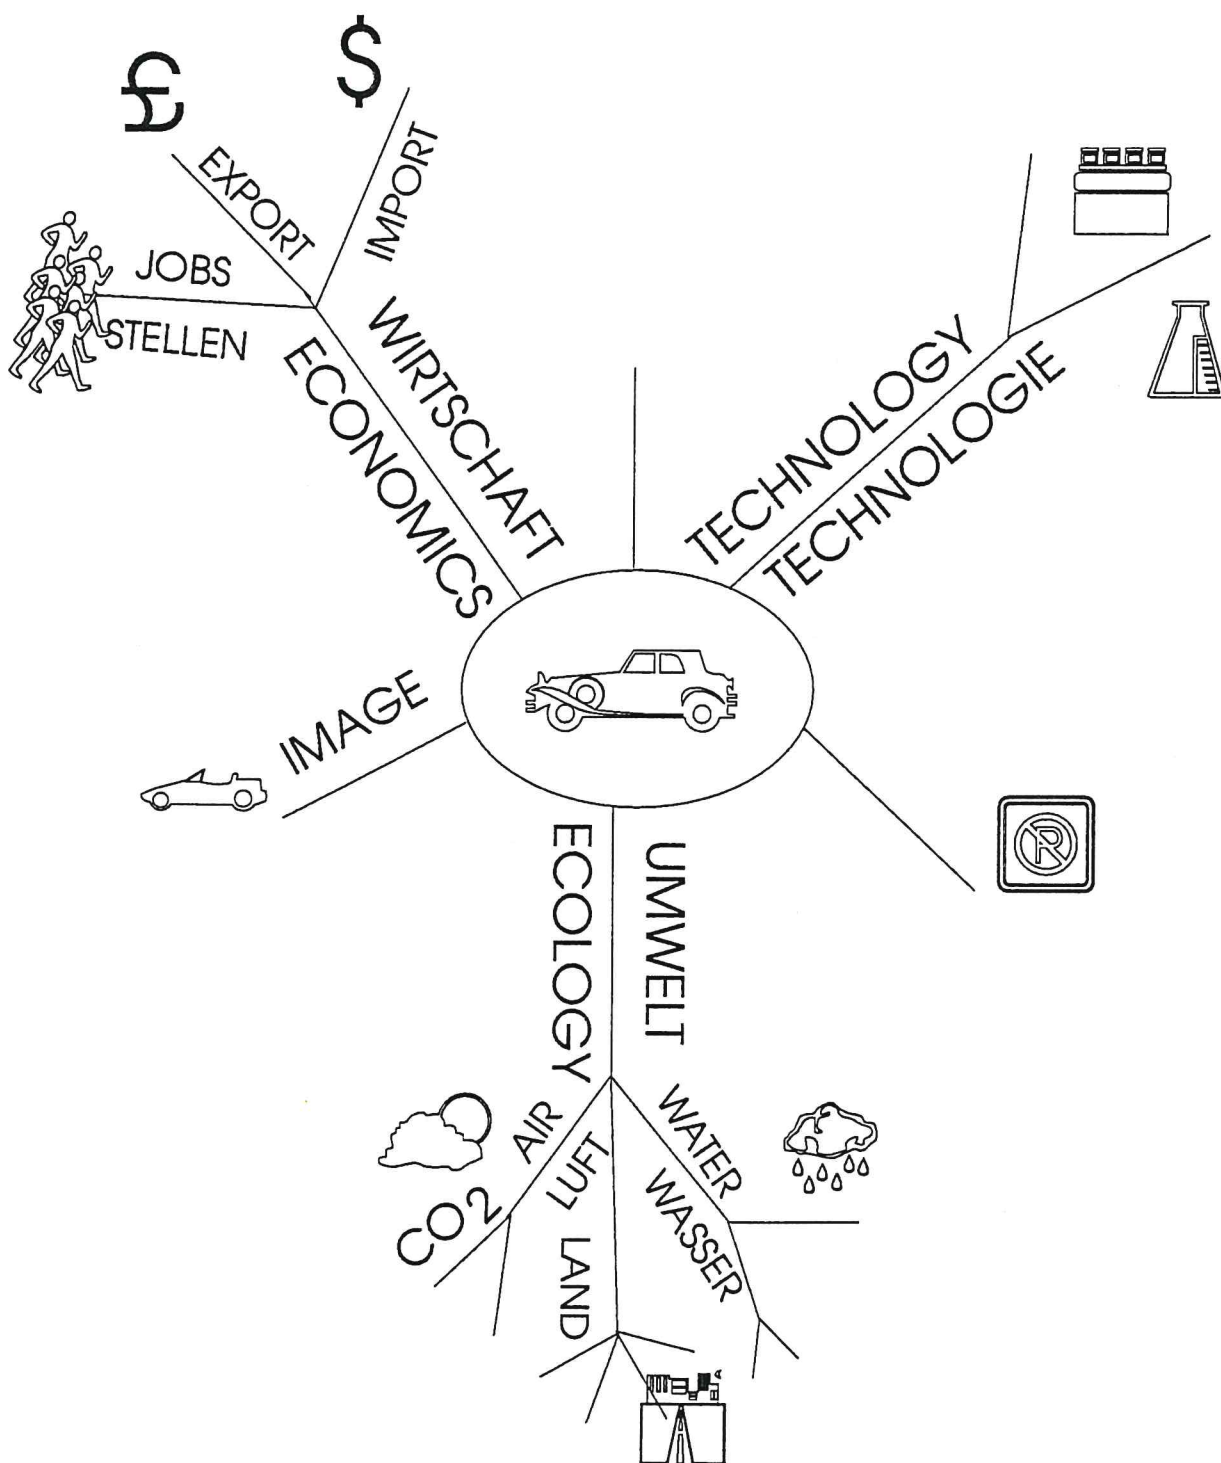 £
$
EXPORT
IMPORT
JOBS
STELLEN
WIRTSCHAFT
ECONOMICS
TECHNOLOGY
TECHNOLOGIE
IMAGE
P
ECOLOGY
UMWELT
AIR
LUFT
CO2
LAND
WATER
WASSER